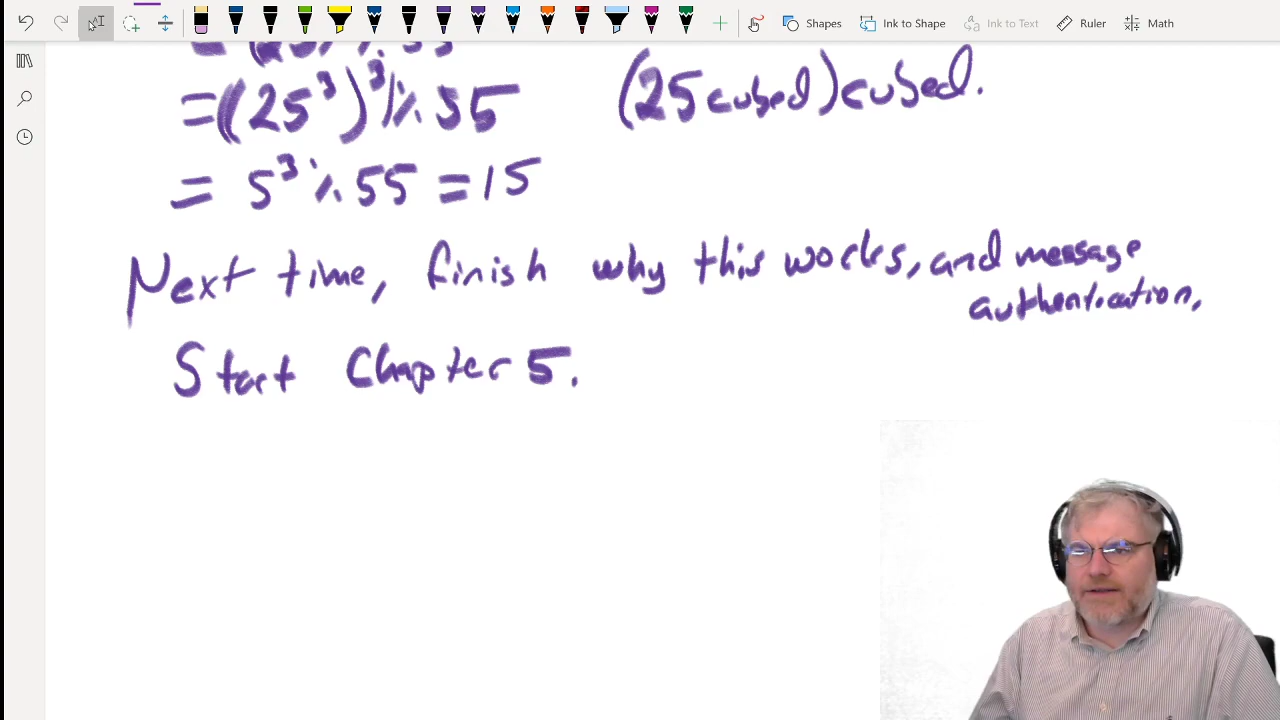 Shapes Ink to Shape Ink to Text Ruler Math
=((25³)³)% 55 (25 cubed)cubed.
= 5³ % 55 = 15
Next time, finish why this works, and message
authentication,
Start Chapter 5.